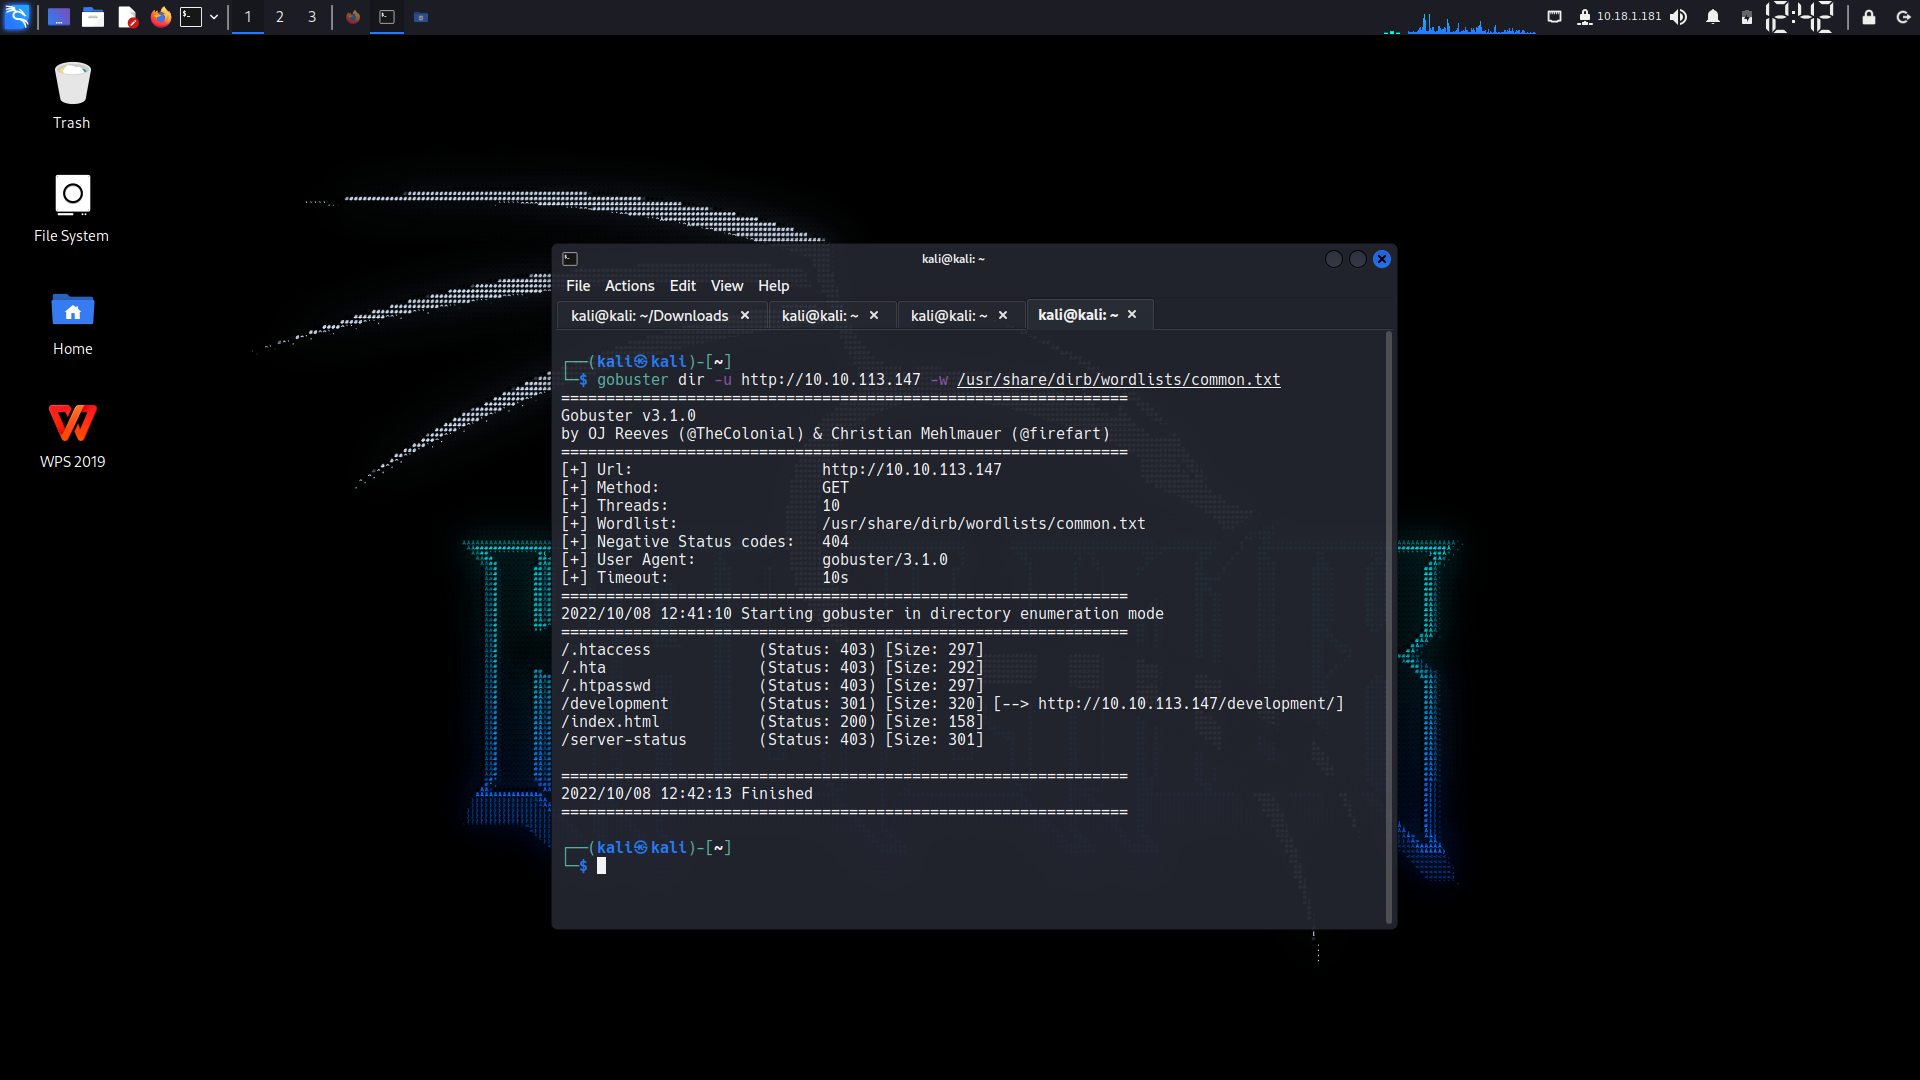 1 2 3
10.18.1.181
12:42
Trash
File System
Home
WPS 2019
kali@kali: ~
File Actions Edit View Help
kali@kali: ~/Downloads × kali@kali: ~ × kali@kali: ~ × kali@kali: ~ ×
┌──(kali㉿kali)-[~]
└─$ gobuster dir -u http://10.10.113.147 -w /usr/share/dirb/wordlists/common.txt
===============================================================
Gobuster v3.1.0
by OJ Reeves (@TheColonial) & Christian Mehlmauer (@firefart)
===============================================================
[+] Url:                     http://10.10.113.147
[+] Method:                  GET
[+] Threads:                 10
[+] Wordlist:                /usr/share/dirb/wordlists/common.txt
[+] Negative Status codes:   404
[+] User Agent:              gobuster/3.1.0
[+] Timeout:                 10s
===============================================================
2022/10/08 12:41:10 Starting gobuster in directory enumeration mode
===============================================================
/.htaccess            (Status: 403) [Size: 297]
/.hta                 (Status: 403) [Size: 292]
/.htpasswd            (Status: 403) [Size: 297]
/development          (Status: 301) [Size: 320] [--> http://10.10.113.147/development/]
/index.html           (Status: 200) [Size: 158]
/server-status        (Status: 403) [Size: 301]
===============================================================
2022/10/08 12:42:13 Finished
===============================================================
┌──(kali㉿kali)-[~]
└─$